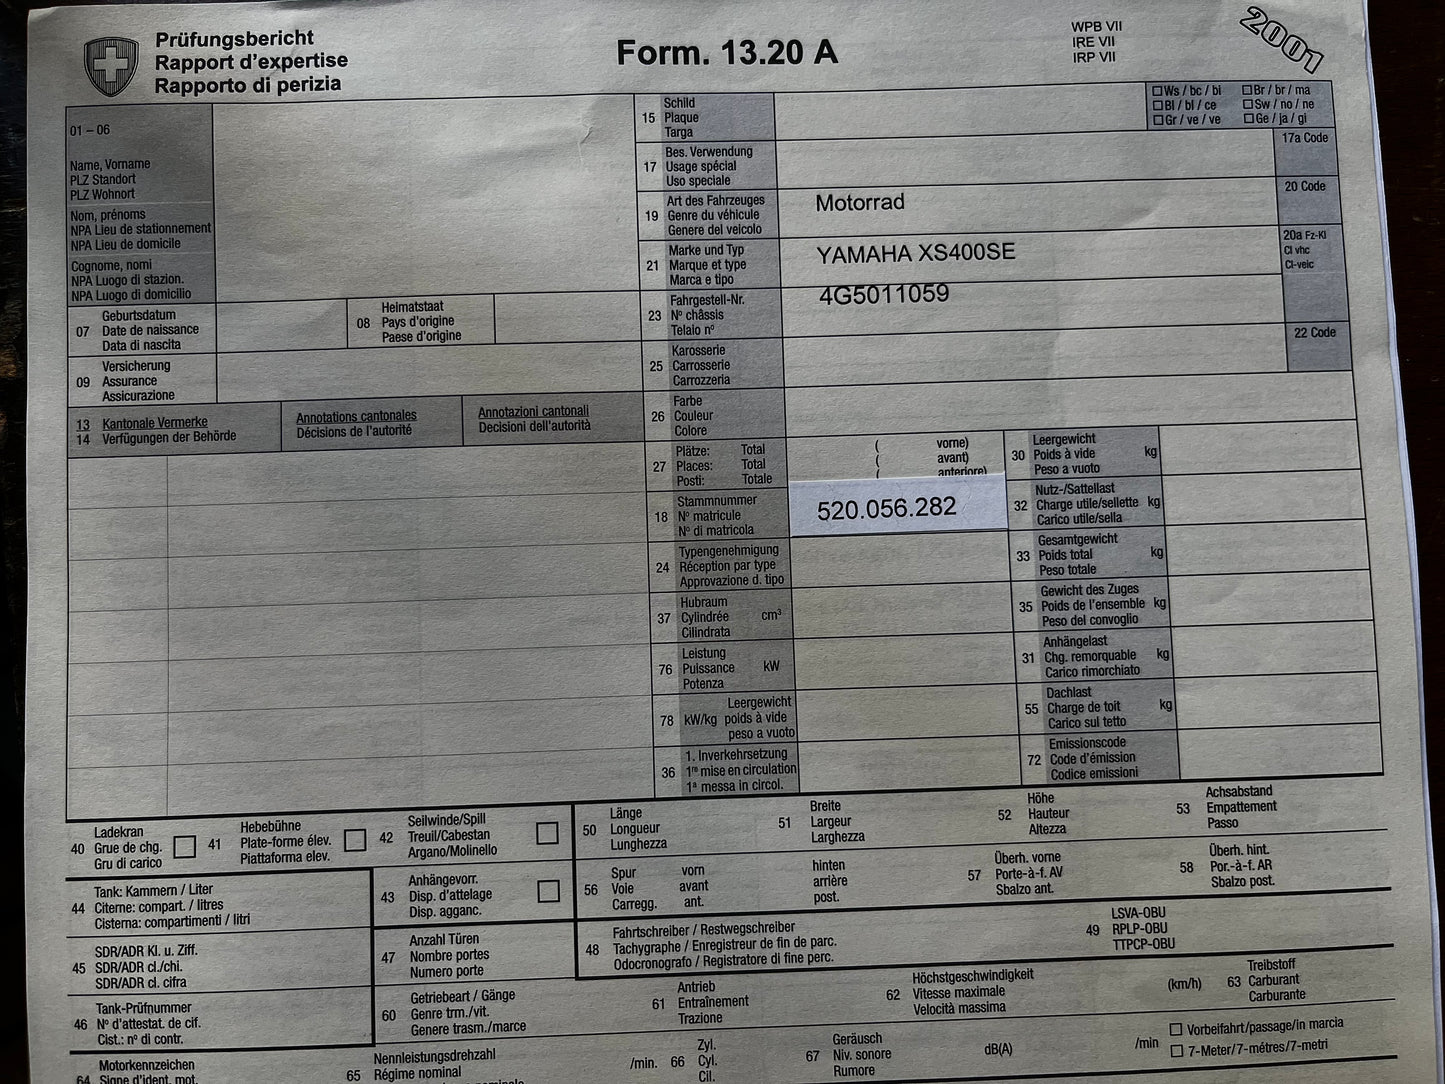 Prüfungsbericht
Rapport d'expertise
Rapporto di perizia
Form. 13.20 A
WPB VII
IRE VII
IRP VII
2001
01 – 06
Name, Vorname
PLZ Standort
PLZ Wohnort
Nom, prénoms
NPA Lieu de stationnement
NPA Lieu de domicile
Cognome, nomi
NPA Luogo di stazion.
NPA Luogo di domicilio
07
Geburtsdatum
Date de naissance
Data di nascita
08
Heimatstaat
Pays d'origine
Paese d'origine
09
Versicherung
Assurance
Assicurazione
13 Kantonale Vermerke
14 Verfügungen der Behörde
Annotations cantonales
Décisions de l'autorité
Annotazioni cantonali
Decisioni dell'autorità
15
Schild
Plaque
Targa
Ws / bc / bi
Bl / bl / ce
Gr / ve / ve
Br / br / ma
Sw / no / ne
Ge / ja / gi
17
Bes. Verwendung
Usage spécial
Uso speciale
17a Code
19
Art des Fahrzeuges
Genre du véhicule
Genere del veicolo
Motorrad
20 Code
21
Marke und Typ
Marque et type
Marca e tipo
YAMAHA XS400SE
20a Fz-Kl
Cl vhc
Cl-veic
23
Fahrgestell-Nr.
Nº châssis
Telaio nº
4G5011059
25
Karosserie
Carrosserie
Carrozzeria
22 Code
26
Farbe
Couleur
Colore
27
Plätze: Total
Places: Total
Posti: Totale
( vorne)
( avant)
( anteriore)
18
Stammnummer
Nº matricule
Nº di matricola
520.056.282
24
Typengenehmigung
Réception par type
Approvazione d. tipo
37
Hubraum
Cylindrée cm³
Cilindrata
76
Leistung
Puissance kW
Potenza
78 kW/kg
Leergewicht
poids à vide
peso a vuoto
36
1. Inverkehrsetzung
1re mise en circulation
1ª messa in circol.
30
Leergewicht
Poids à vide kg
Peso a vuoto
32
Nutz-/Sattellast
Charge utile/sellette kg
Carico utile/sella
33
Gesamtgewicht
Poids total kg
Peso totale
35
Gewicht des Zuges
Poids de l'ensemble kg
Peso del convoglio
31
Anhängelast
Chg. remorquable kg
Carico rimorchiato
55
Dachlast
Charge de toit kg
Carico sul tetto
72
Emissionscode
Code d'émission
Codice emissioni
40
Ladekran
Grue de chg.
Gru di carico
41
Hebebühne
Plate-forme élev.
Piattaforma elev.
42
Seilwinde/Spill
Treuil/Cabestan
Argano/Molinello
50
Länge
Longueur
Lunghezza
51
Breite
Largeur
Larghezza
52
Höhe
Hauteur
Altezza
53
Achsabstand
Empattement
Passo
44
Tank: Kammern / Liter
Citerne: compart. / litres
Cisterna: compartimenti / litri
43
Anhängevorr.
Disp. d'attelage
Disp. agganc.
56
Spur vorn
Voie avant
Carregg. ant.
hinten
arrière
post.
57
Überh. vorne
Porte-à-f. AV
Sbalzo ant.
58
Überh. hint.
Por.-à-f. AR
Sbalzo post.
45
SDR/ADR Kl. u. Ziff.
SDR/ADR cl./chi.
SDR/ADR cl. cifra
47
Anzahl Türen
Nombre portes
Numero porte
48
Fahrtschreiber / Restwegschreiber
Tachygraphe / Enregistreur de fin de parc.
Odocronografo / Registratore di fine perc.
49
LSVA-OBU
RPLP-OBU
TTPCP-OBU
46
Tank-Prüfnummer
Nº d'attestat. de cif.
Cist.: nº di contr.
60
Getriebeart / Gänge
Genre trm./vit.
Genere trasm./marce
61
Antrieb
Entraînement
Trazione
62
Höchstgeschwindigkeit
Vitesse maximale
Velocità massima
(km/h)
63
Treibstoff
Carburant
Carburante
64
Motorkennzeichen
Signe d'ident. mot.
65
Nennleistungsdrehzahl
Régime nominal
/min.
66
Zyl.
Cyl.
Cil.
67
Geräusch
Niv. sonore
Rumore
dB(A)
/min
Vorbeifahrt/passage/in marcia
7-Meter/7-mètres/7-metri